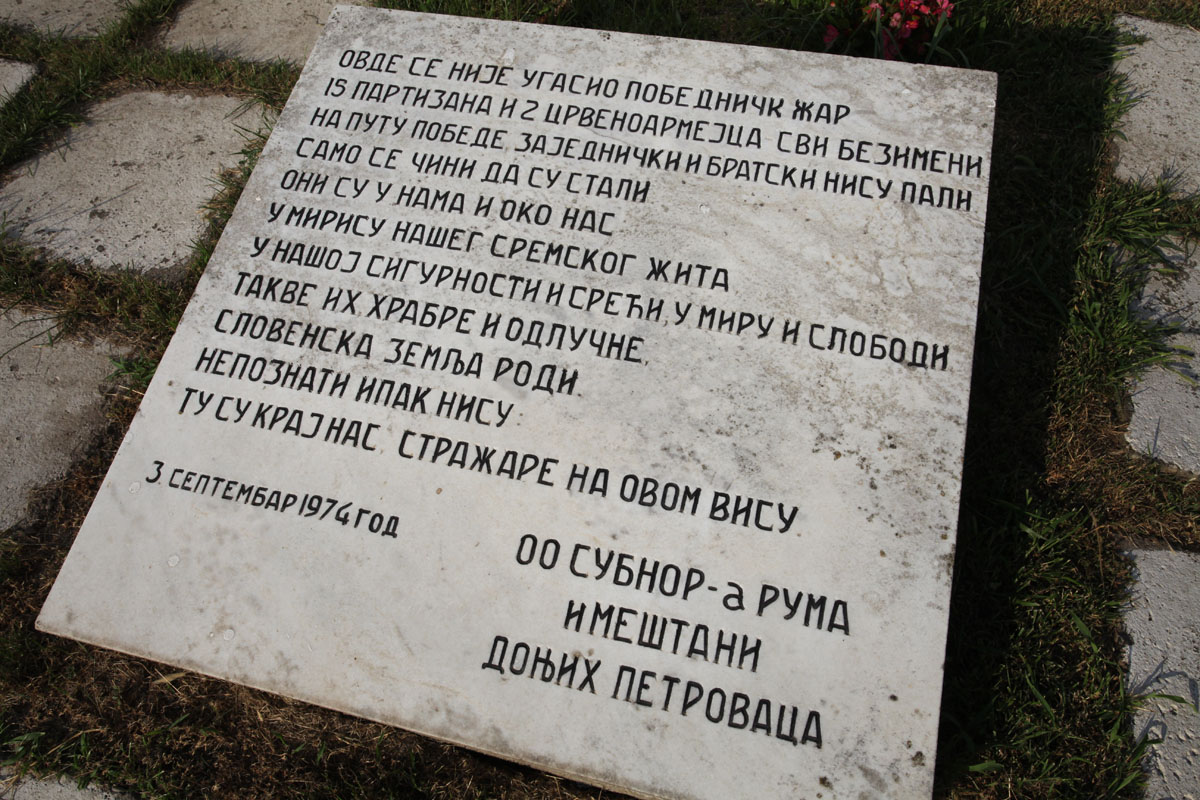 ОВДЕ СЕ НИЈЕ УГАСИО ПОБЕДНИЧК ЖАР
15 ПАРТИЗАНА И 2 ЦРВЕНОАРМЕЈЦА СВИ БЕЗИМЕНИ
НА ПУТУ ПОБЕДЕ, ЗАЈЕДНИЧКИ И БРАТСКИ НИСУ ПАЛИ
САМО СЕ ЧИНИ ДА СУ СТАЛИ
ОНИ СУ У НАМА И ОКО НАС
У МИРИСУ НАШЕГ СРЕМСКОГ ЖИТА
У НАШОЈ СИГУРНОСТИ И СРЕЋИ, У МИРУ И СЛОБОДИ
ТАКВЕ ИХ, ХРАБРЕ И ОДЛУЧНЕ,
СЛОВЕНСКА ЗЕМЉА РОДИ.
НЕПОЗНАТИ ИПАК НИСУ
ТУ СУ КРАЈ НАС, СТРАЖАРЕ НА ОВОМ ВИСУ
3. СЕПТЕМБАР 1974 ГОД
ОО СУБНОР-а РУМА
И МЕШТАНИ
ДОЊИХ ПЕТРОВАЦА